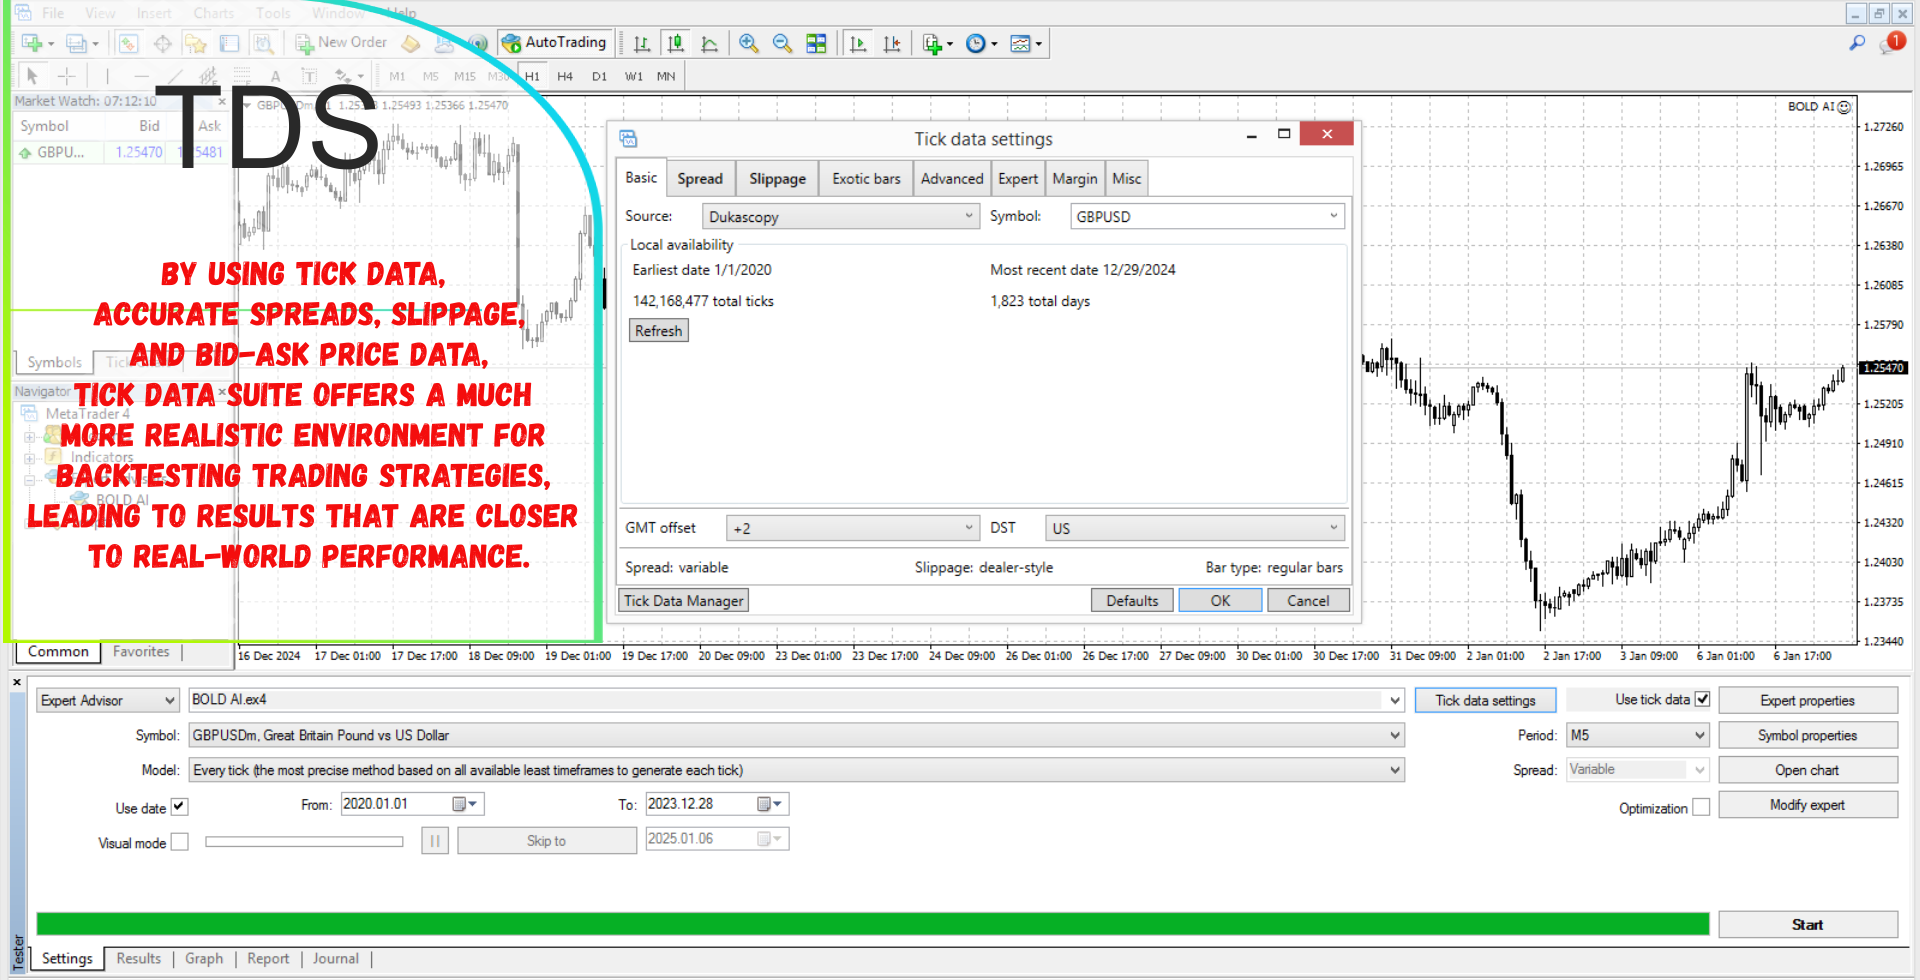 File View Insert Charts Tools Window Help
New Order AutoTrading
1
A T M1 M5 M15 M30 H1 H4 D1 W1 MN
Market Watch: 07:12:10
Symbol Bid Ask
GBPU... 1.25470 5481
1.25493 1.25366 1.25470
TDS
BY USING TICK DATA,
ACCURATE SPREADS, SLIPPAGE,
AND BID-ASK PRICE DATA,
TICK DATA SUITE OFFERS A MUCH
MORE REALISTIC ENVIRONMENT FOR
BACKTESTING TRADING STRATEGIES,
LEADING TO RESULTS THAT ARE CLOSER
TO REAL-WORLD PERFORMANCE.
Symbols
Navigator
MetaTrader 4
Indicators
BOLD AI
Common Favorites
BOLD AI
Tick data settings
Basic Spread Slippage Exotic bars Advanced Expert Margin Misc
Source: Dukascopy Symbol: GBPUSD
Local availability
Earliest date 1/1/2020 Most recent date 12/29/2024
142,168,477 total ticks 1,823 total days
Refresh
GMT offset +2 DST US
Spread: variable Slippage: dealer-style Bar type: regular bars
Tick Data Manager Defaults OK Cancel
1.27260
1.26965
1.26670
1.26380
1.26085
1.25790
1.25470
1.25205
1.24910
1.24615
1.24320
1.24030
1.23735
1.23440
16 Dec 2024 17 Dec 01:00 17 Dec 17:00 18 Dec 09:00 19 Dec 01:00 19 Dec 17:00 20 Dec 09:00 23 Dec 01:00 23 Dec 17:00 24 Dec 09:00 26 Dec 01:00 26 Dec 17:00 27 Dec 09:00 30 Dec 01:00 30 Dec 17:00 31 Dec 09:00 2 Jan 01:00 2 Jan 17:00 3 Jan 09:00 6 Jan 01:00 6 Jan 17:00
Expert Advisor BOLD AI.ex4 Tick data settings Use tick data Expert properties
Symbol: GBPUSDm, Great Britain Pound vs US Dollar Period: M5 Symbol properties
Model: Every tick (the most precise method based on all available least timeframes to generate each tick) Spread: Variable Open chart
Use date From: 2020.01.01 To: 2023.12.28 Optimization Modify expert
Visual mode Skip to 2025.01.06
Start
Tester
Settings Results Graph Report Journal